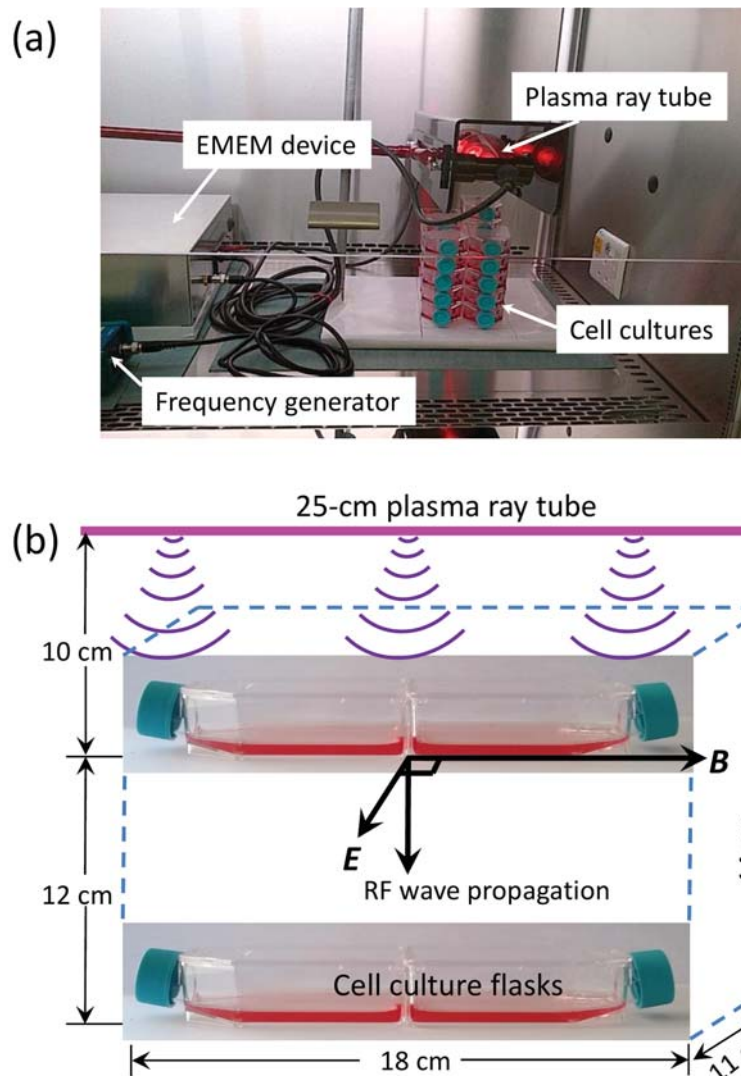 (a)
Plasma ray tube
EMEM device
Cell cultures
Frequency generator
25-cm plasma ray tube
(b)
10 cm
B
E
RF wave propagation
12 cm
Cell culture flasks
18 cm
11